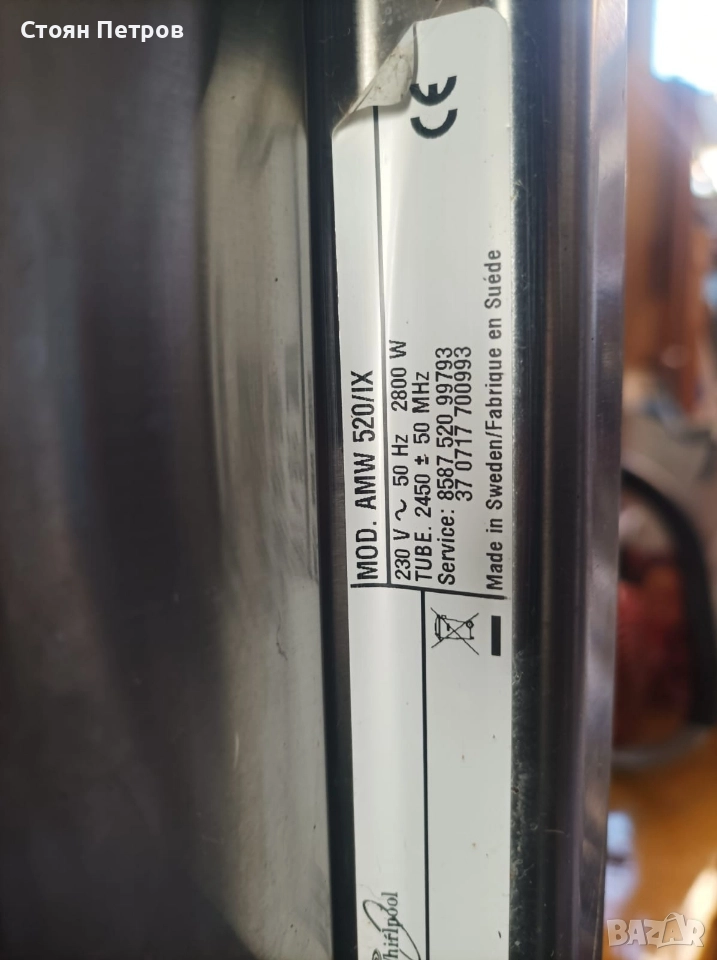 Стоян Петров
CE
MOD. AMW 520/IX
230 V ~ 50 Hz 2800 W
TUBE. 2450 ± 50 MHz
Service: 8587 520 99793
37 0717 700993
Made in Sweden/Fabrique en Suéde
Whirlpool
BAZAR